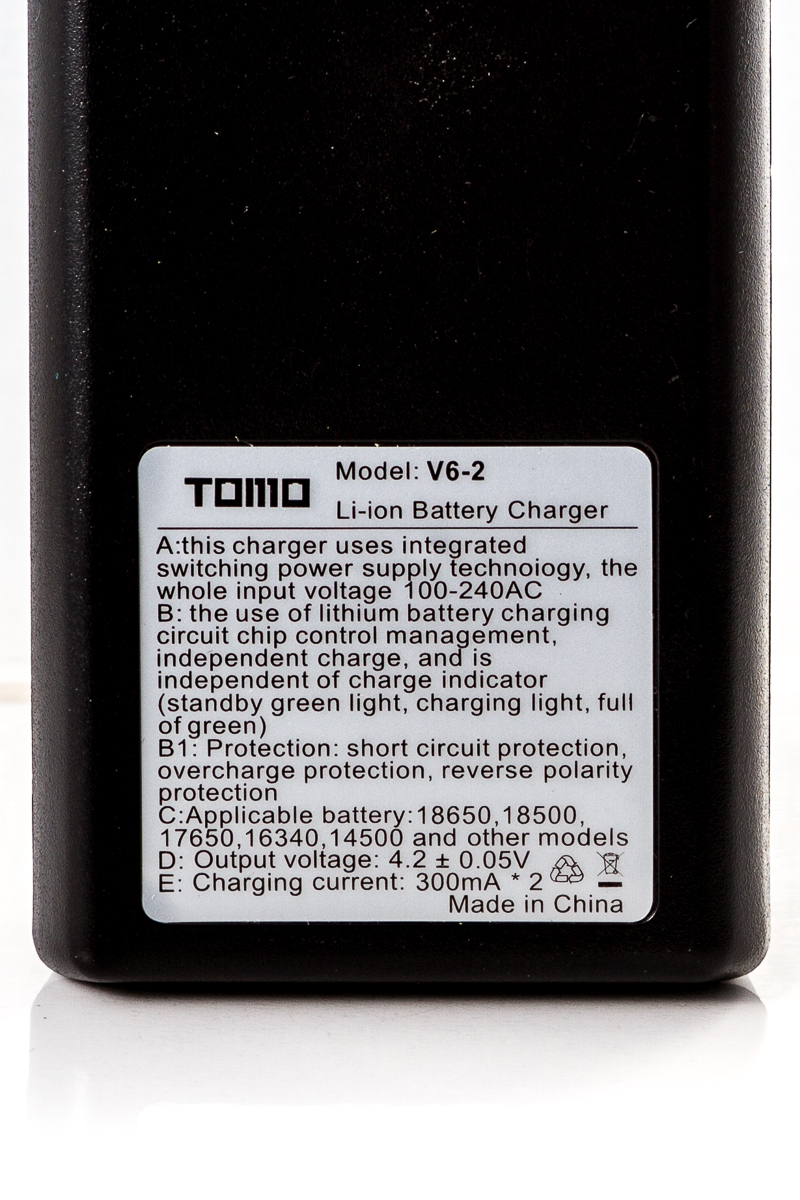 TOMO
Model: V6-2
Li-ion Battery Charger
A:this charger uses integrated
switching power supply technoiogy, the
whole input voltage 100-240AC
B: the use of lithium battery charging
circuit chip control management,
independent charge, and is
independent of charge indicator
(standby green light, charging light, full
of green)
B1: Protection: short circuit protection,
overcharge protection, reverse polarity
protection
C:Applicable battery:18650,18500,
17650,16340,14500 and other models
D: Output voltage: 4.2 ± 0.05V
E: Charging current: 300mA * 2
Made in China